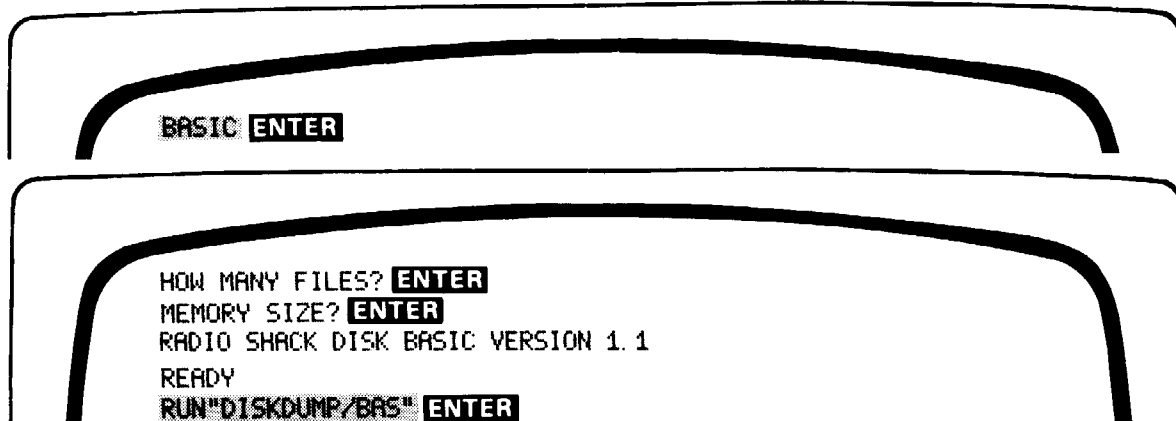 BASIC ENTER
HOW MANY FILES? ENTER
MEMORY SIZE? ENTER
RADIO SHACK DISK BASIC VERSION 1.1
READY
RUN"DISKDUMP/BAS" ENTER